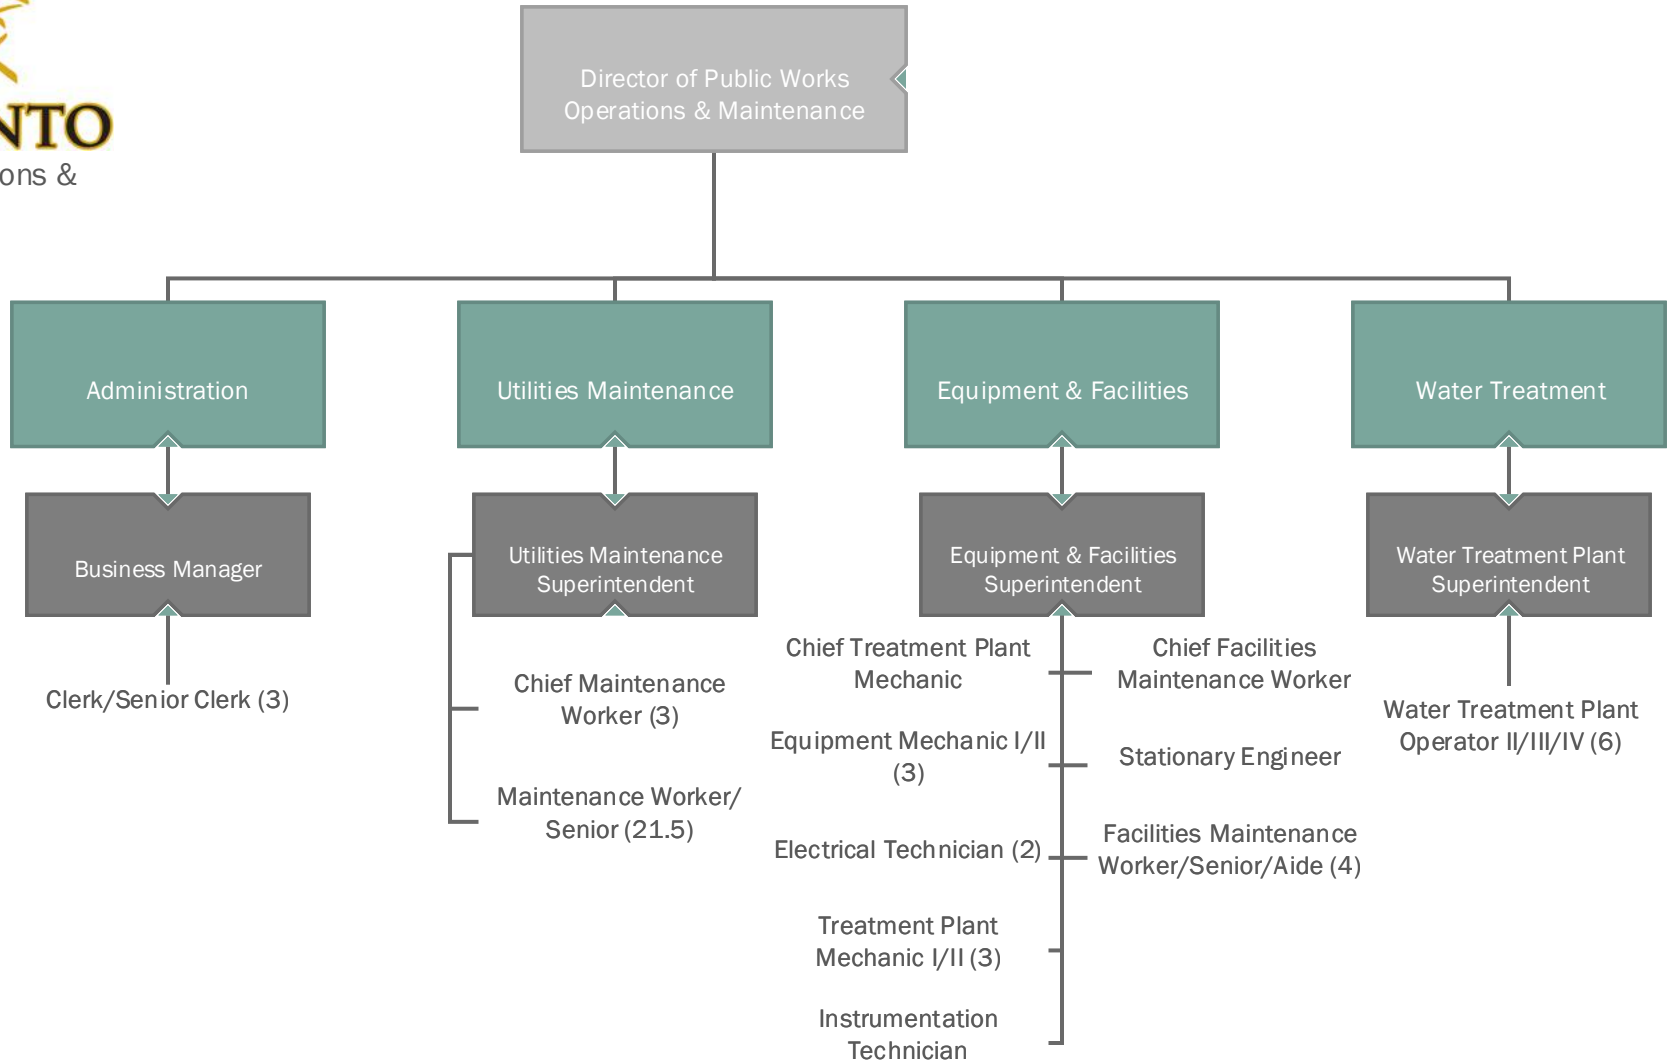 NTO
ons &
Director of Public Works
Operations & Maintenance
Administration
Utilities Maintenance
Equipment & Facilities
Water Treatment
Business Manager
Utilities Maintenance
Superintendent
Equipment & Facilities
Superintendent
Water Treatment Plant
Superintendent
Clerk/Senior Clerk (3)
Chief Maintenance
Worker (3)
Maintenance Worker/
Senior (21.5)
Chief Treatment Plant
Mechanic
Equipment Mechanic I/II
(3)
Electrical Technician (2)
Treatment Plant
Mechanic I/II (3)
Instrumentation
Technician
Chief Facilities
Maintenance Worker
Stationary Engineer
Facilities Maintenance
Worker/Senior/Aide (4)
Water Treatment Plant
Operator II/III/IV (6)